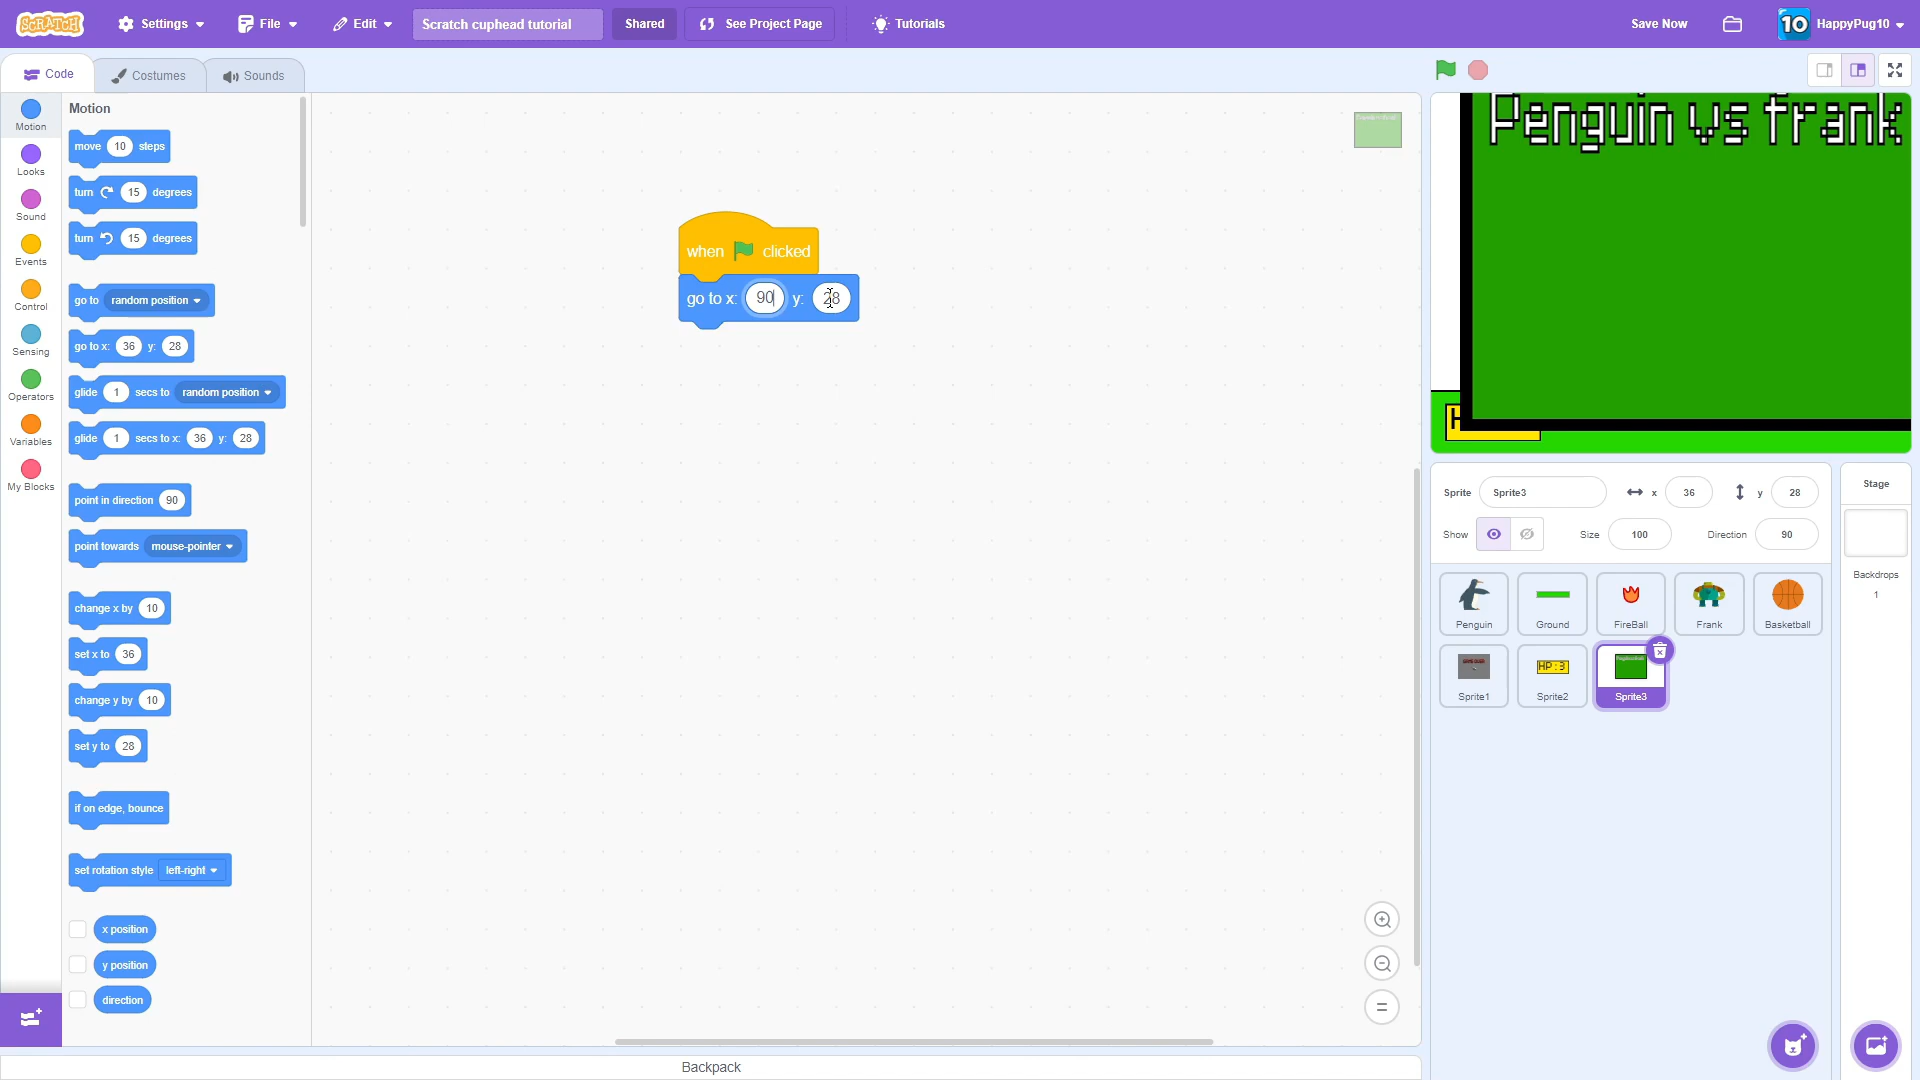 SCRATCH Settings File Edit Scratch cuphead tutorial Shared See Project Page Tutorials Save Now 10 HappyPug10
Code Costumes Sounds
Motion
Looks
Sound
Events
Control
Sensing
Operators
Variables
My Blocks
Motion
move 10 steps
turn 15 degrees
turn 15 degrees
go to random position
go to x: 36 y: 28
glide 1 secs to random position
glide 1 secs to x: 36 y: 28
point in direction 90
point towards mouse-pointer
change x by 10
set x to 36
change y by 10
set y to 28
if on edge, bounce
set rotation style left-right
x position
y position
direction
when clicked
go to x: 90 y: 28
Penguin vs frank
H
Sprite Sprite3 x 36 y 28
Show Size 100 Direction 90
Penguin Ground FireBall Frank Basketball
HP:3
Sprite1 Sprite2 Sprite3
Stage
Backdrops
1
Backpack